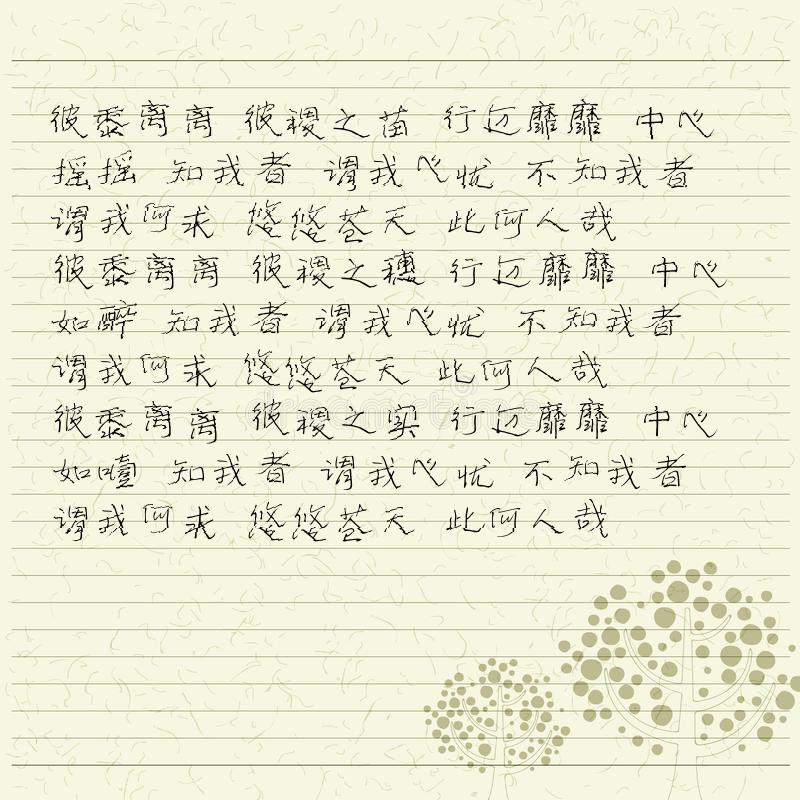 彼黍离离 彼稷之苗 行迈靡靡 中心
摇摇 知我者 谓我心忧 不知我者
谓我何求 悠悠苍天 此何人哉
彼黍离离 彼稷之穗 行迈靡靡 中心
如醉 知我者 谓我心忧 不知我者
谓我何求 悠悠苍天 此何人哉
彼黍离离 彼稷之实 行迈靡靡 中心
如噎 知我者 谓我心忧 不知我者
谓我何求 悠悠苍天 此何人哉